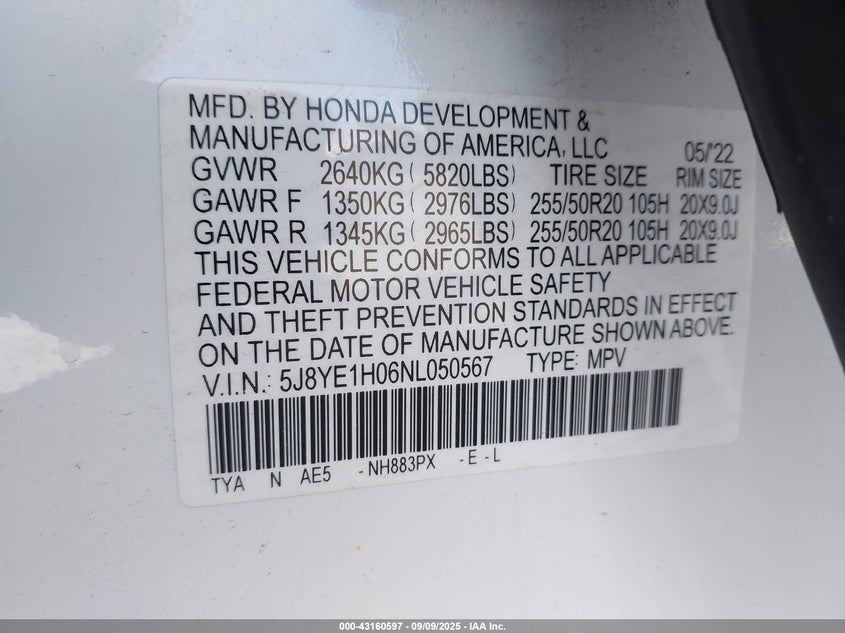 MFD. BY HONDA DEVELOPMENT &
MANUFACTURING OF AMERICA, LLC 05/'22
GVWR 2640KG( 5820LBS) TIRE SIZE RIM SIZE
GAWR F 1350KG( 2976LBS) 255/50R20 105H 20X9.0J
GAWR R 1345KG( 2965LBS) 255/50R20 105H 20X9.0J
THIS VEHICLE CONFORMS TO ALL APPLICABLE
FEDERAL MOTOR VEHICLE SAFETY
AND THEFT PREVENTION STANDARDS IN EFFECT
ON THE DATE OF MANUFACTURE SHOWN ABOVE.
V.I.N.: 5J8YE1H06NL050567 TYPE: MPV
TYA N AE5 -NH883PX -E-L
000-43160597 - 09/09/2025 - IAA Inc.